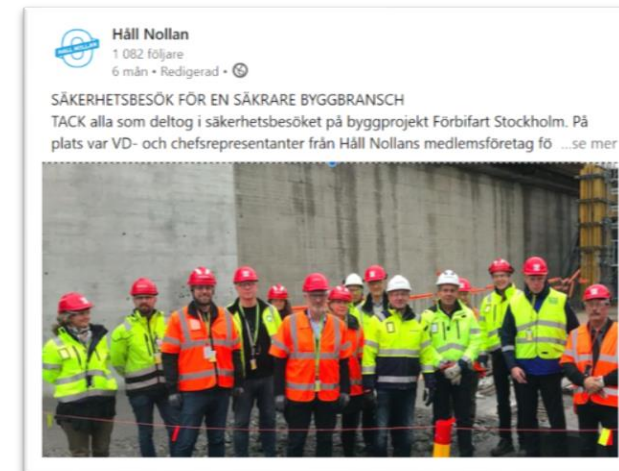 HÅLL NOLLAN
Håll Nollan
1 082 följare
6 mån • Redigerad •
SÄKERHETSBESÖK FÖR EN SÄKRARE BYGGBRANSCH
TACK alla som deltog i säkerhetsbesöket på byggprojekt Förbifart Stockholm. På
plats var VD- och chefsrepresentanter från Håll Nollans medlemsföretag fö ...se mer